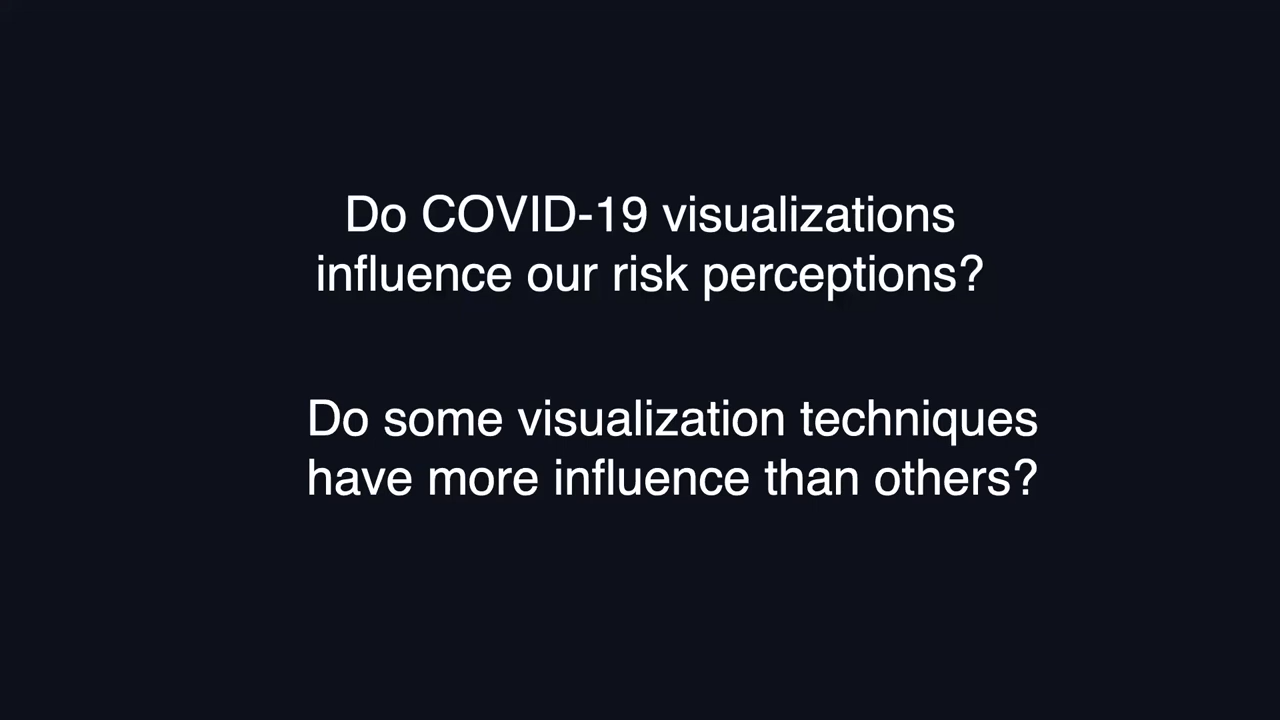 Do COVID-19 visualizations
influence our risk perceptions?
Do some visualization techniques
have more influence than others?